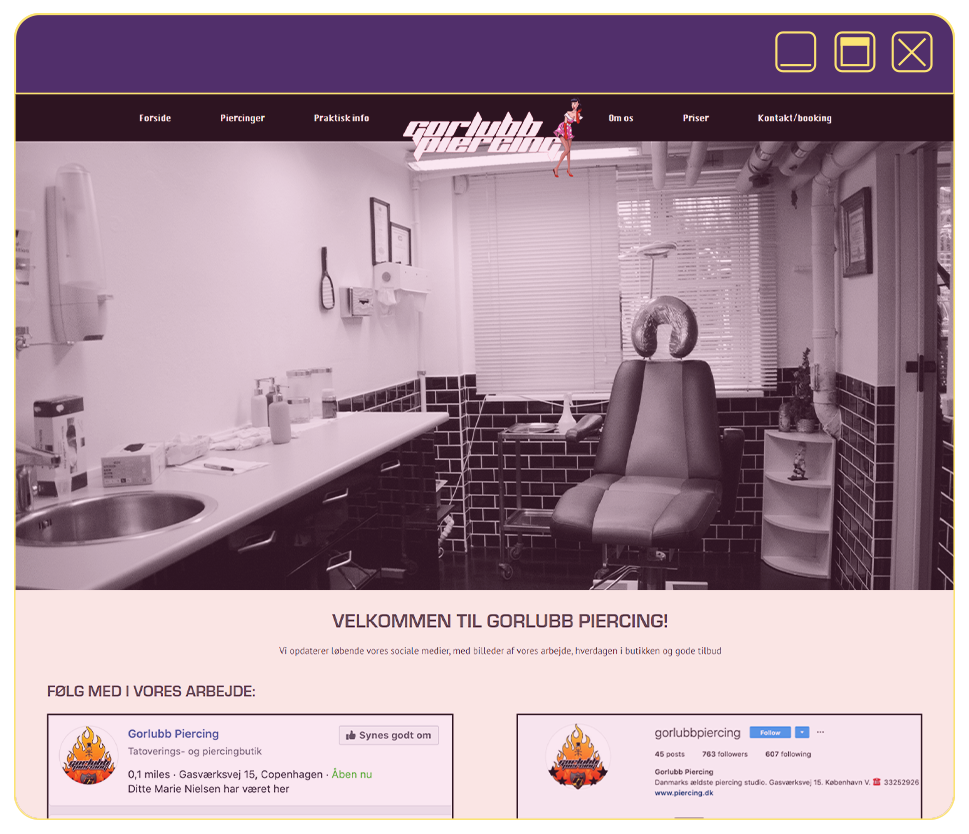 Forside
Piercinger
Praktisk info
gorlubb
piercing
Om os
Priser
Kontakt/booking
VELKOMMEN TIL GORLUBB PIERCING!
Vi opdaterer løbende vores sociale medier, med billeder af vores arbejde, hverdagen i butikken og gode tilbud
FØLG MED I VORES ARBEJDE:
Gorlubb Piercing
Synes godt om
Tatoverings- og piercingbutik
0,1 miles · Gasværksvej 15, Copenhagen · Åben nu
Ditte Marie Nielsen har været her
gorlubbpiercing
Follow
45 posts 763 followers 607 following
Gorlubb Piercing
Danmarks ældste piercing studio. Gasværksvej 15. København V. ☎ 33252926
www.piercing.dk